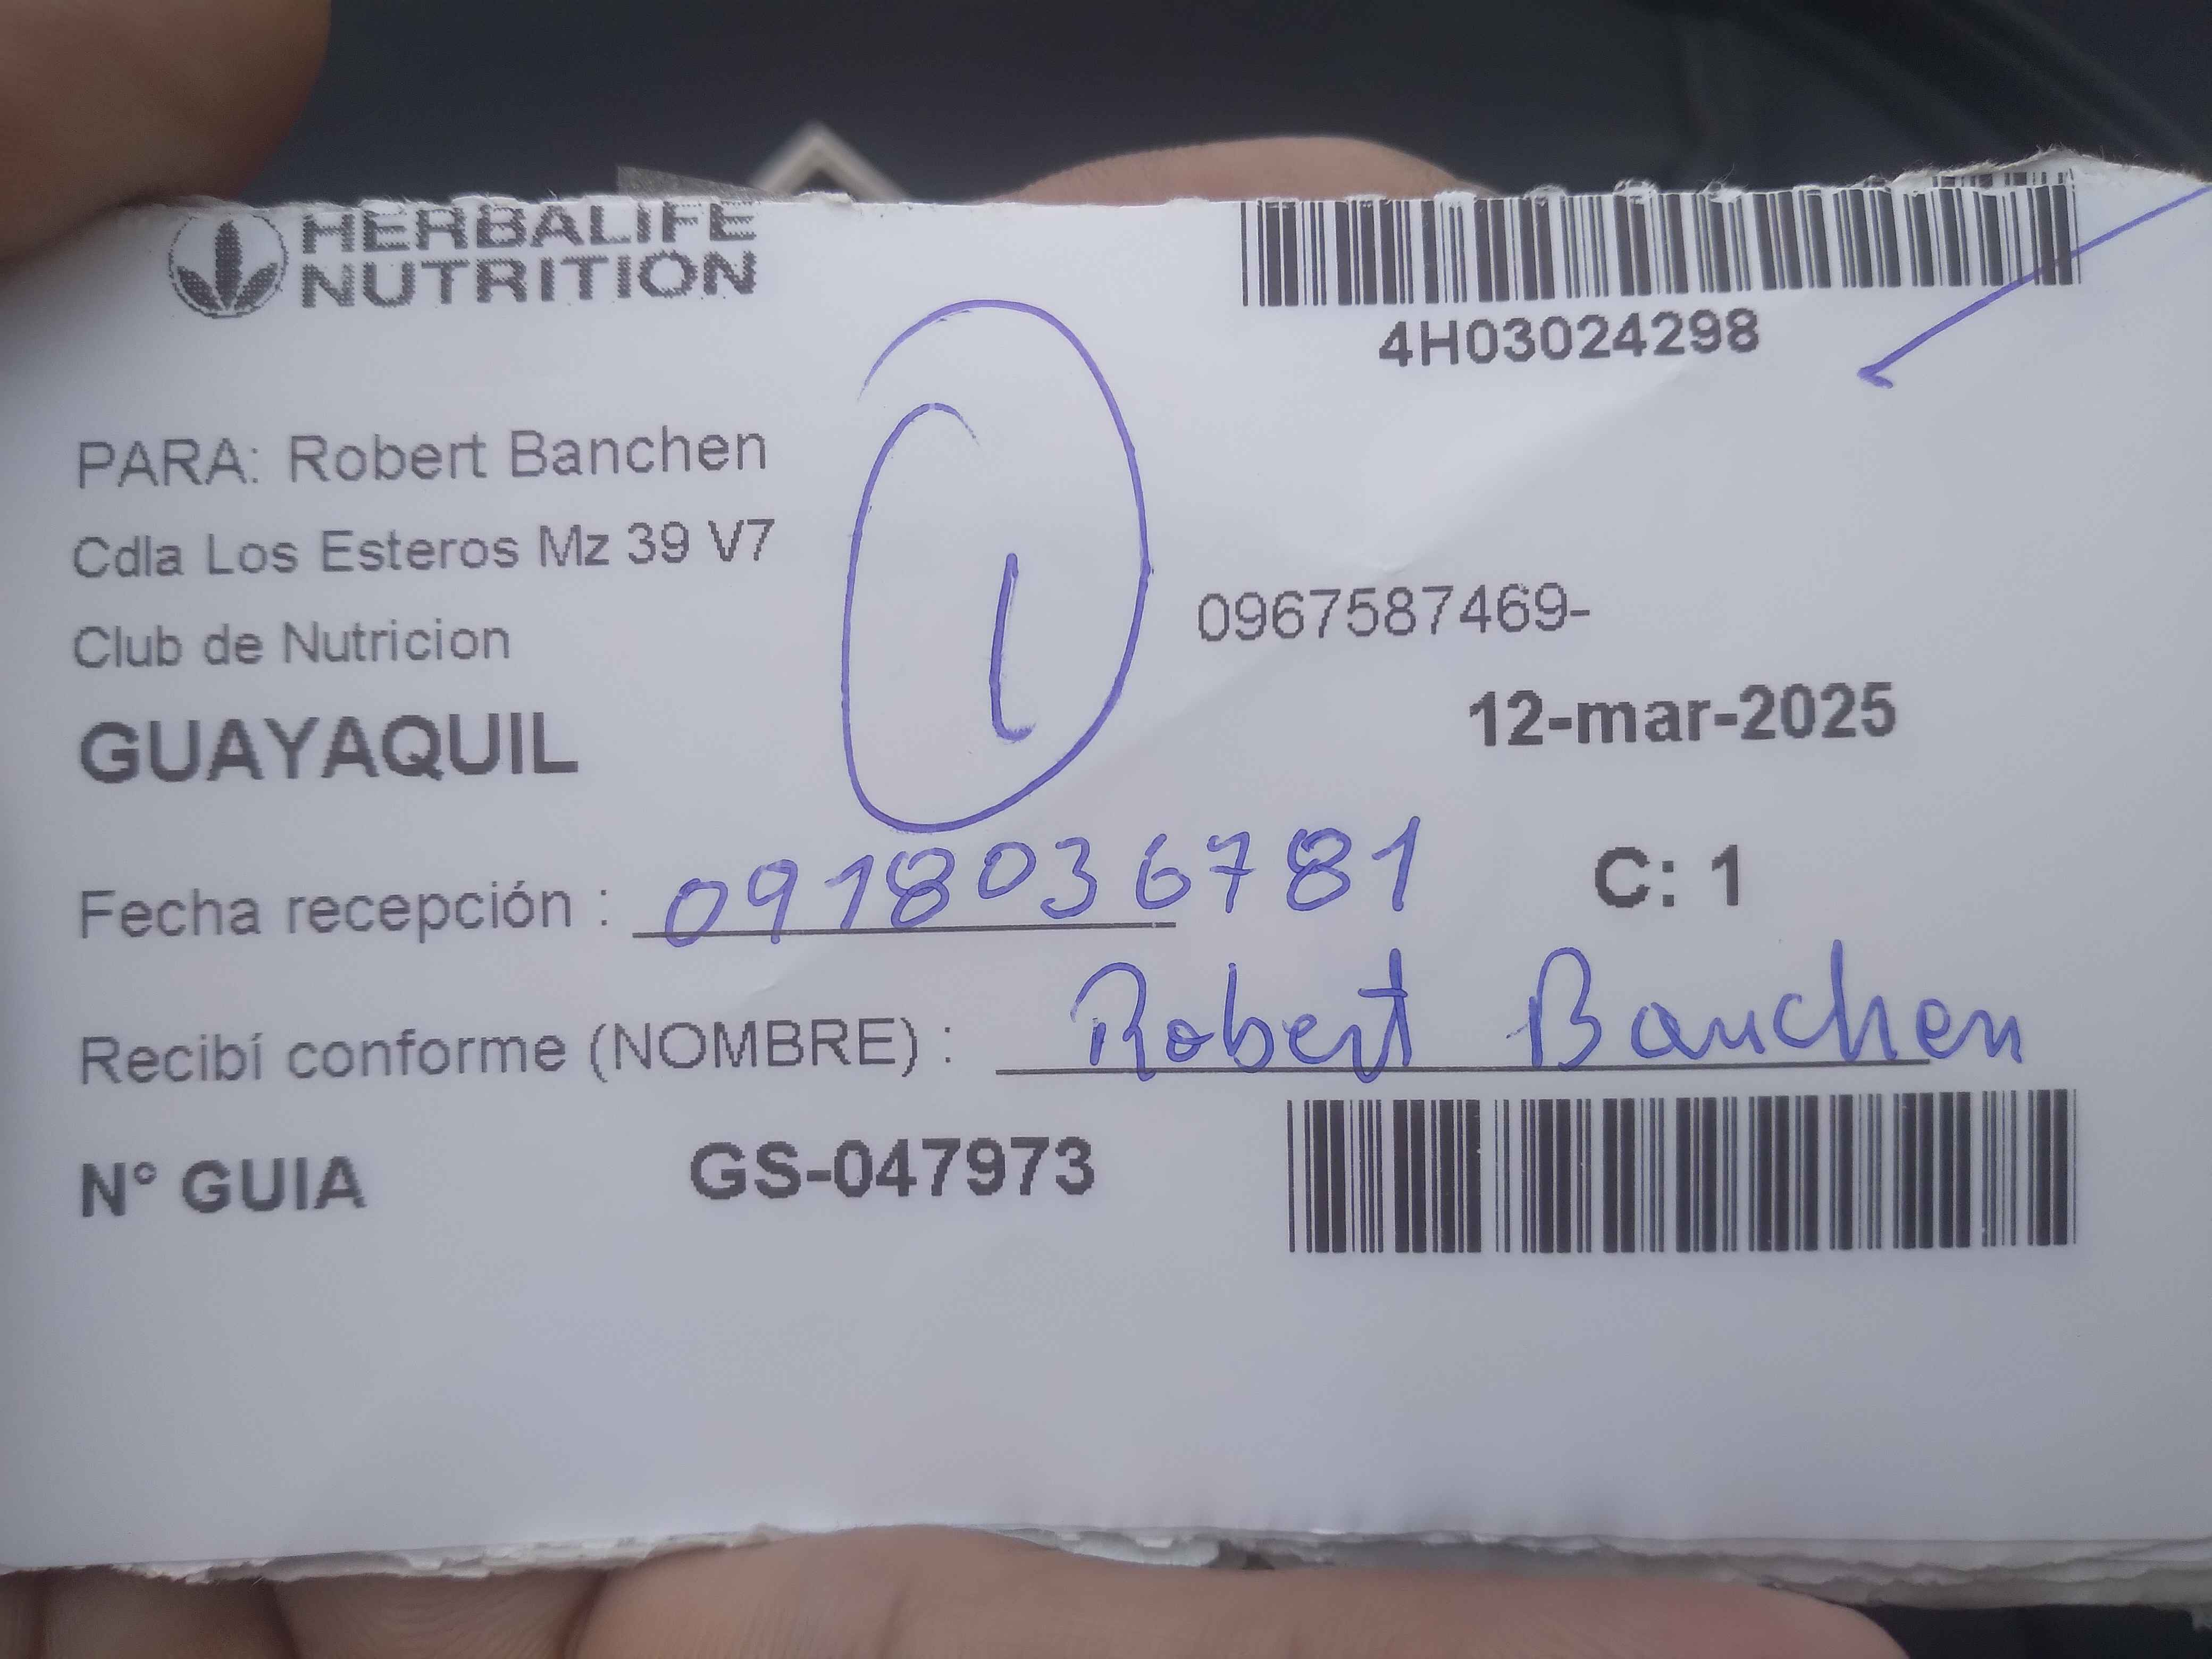 HERBALIFE
NUTRITION
4H03024298
PARA: Robert Banchen
Cdla Los Esteros Mz 39 V7
Club de Nutricion
1
0967587469-
GUAYAQUIL
12-mar-2025
Fecha recepción : 0918036781
C: 1
Recibí conforme (NOMBRE) : Robert Banchen
N° GUIA GS-047973